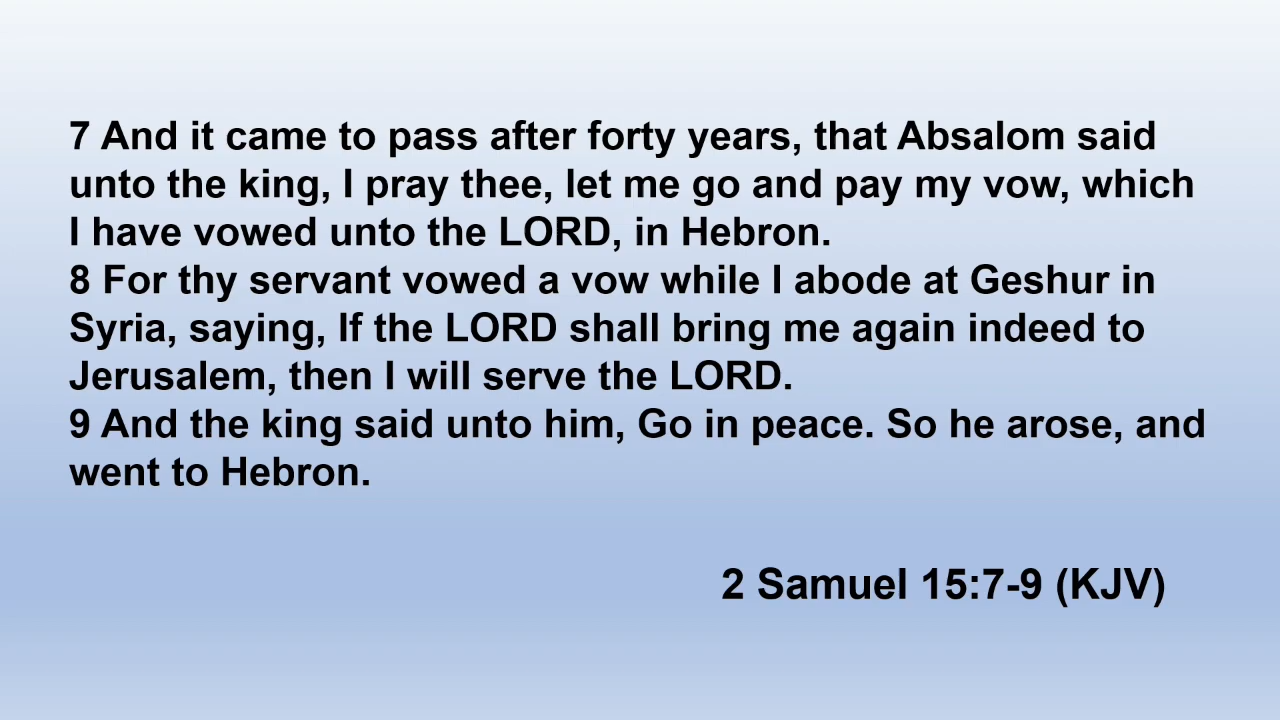 7 And it came to pass after forty years, that Absalom said
unto the king, I pray thee, let me go and pay my vow, which
I have vowed unto the LORD, in Hebron.
8 For thy servant vowed a vow while I abode at Geshur in
Syria, saying, If the LORD shall bring me again indeed to
Jerusalem, then I will serve the LORD.
9 And the king said unto him, Go in peace. So he arose, and
went to Hebron.
2 Samuel 15:7-9 (KJV)